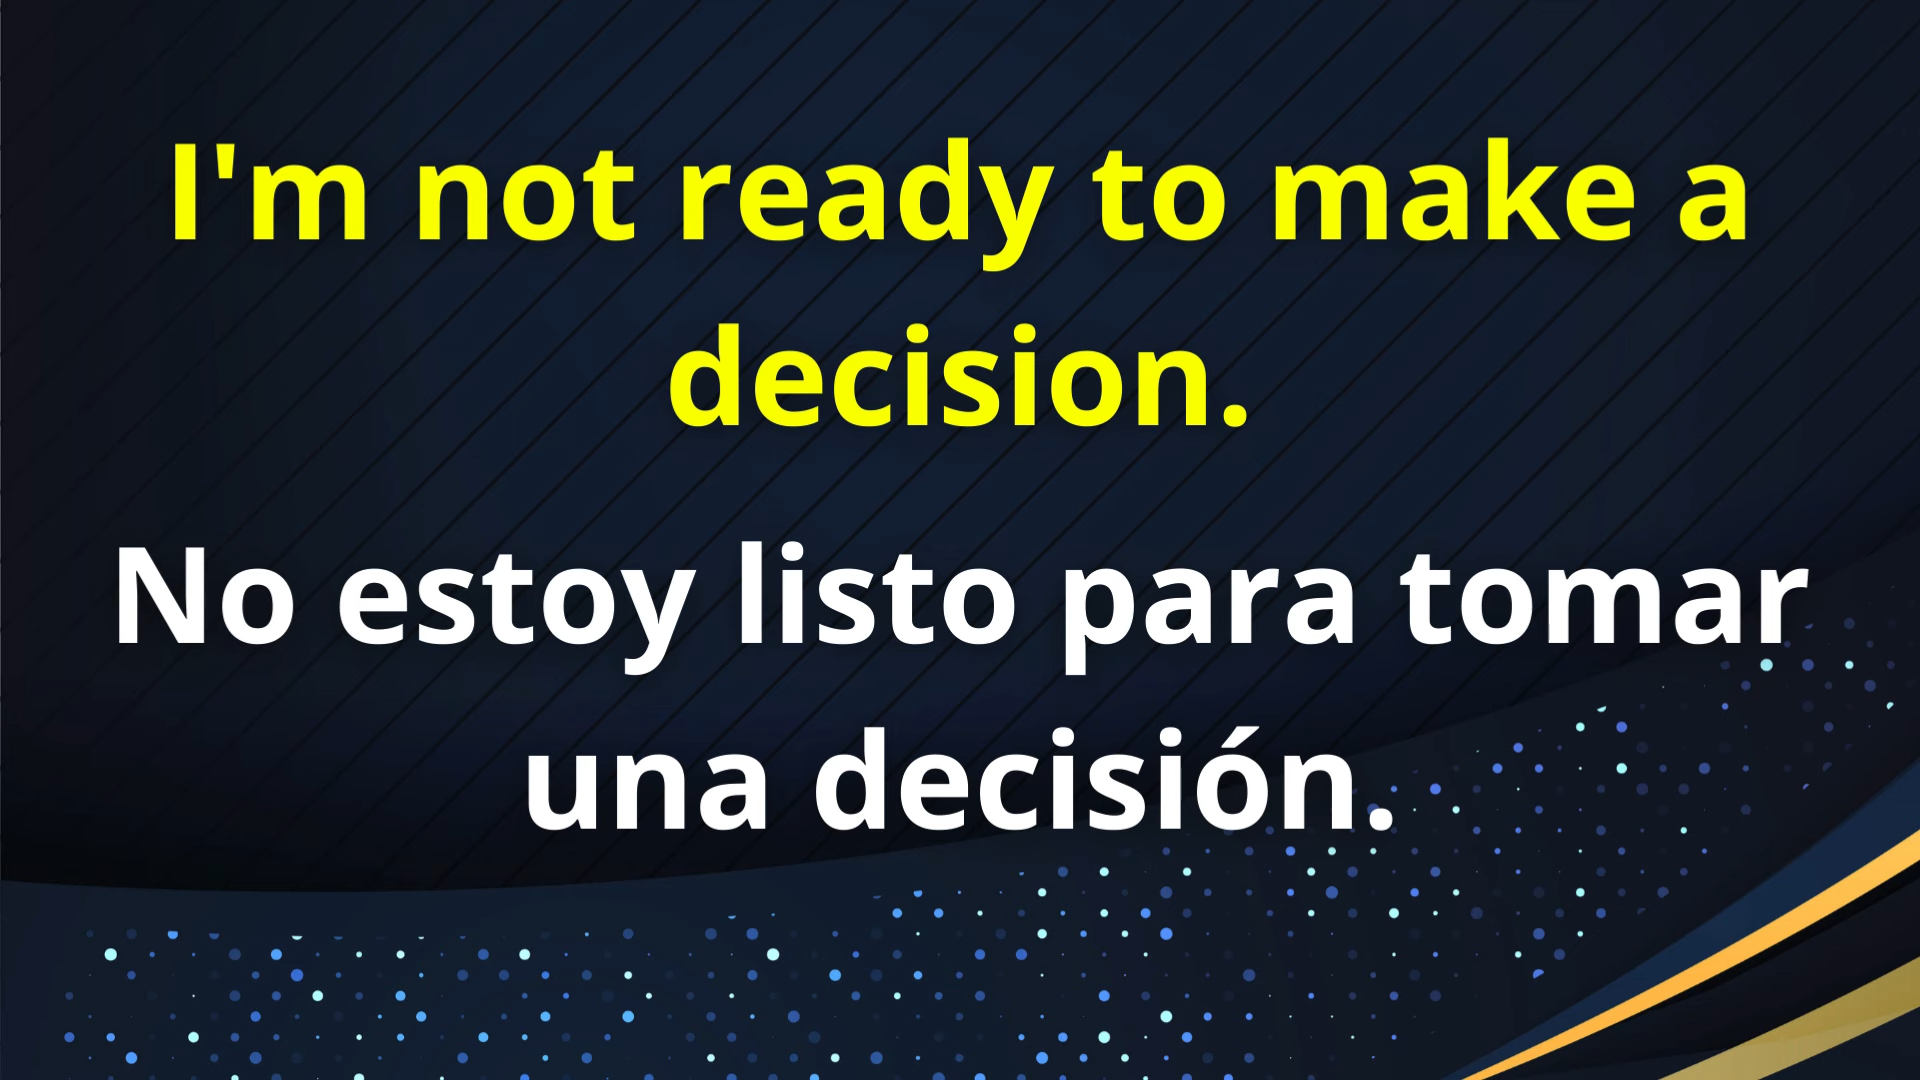 I'm not ready to make a
decision.
No estoy listo para tomar
una decisión.